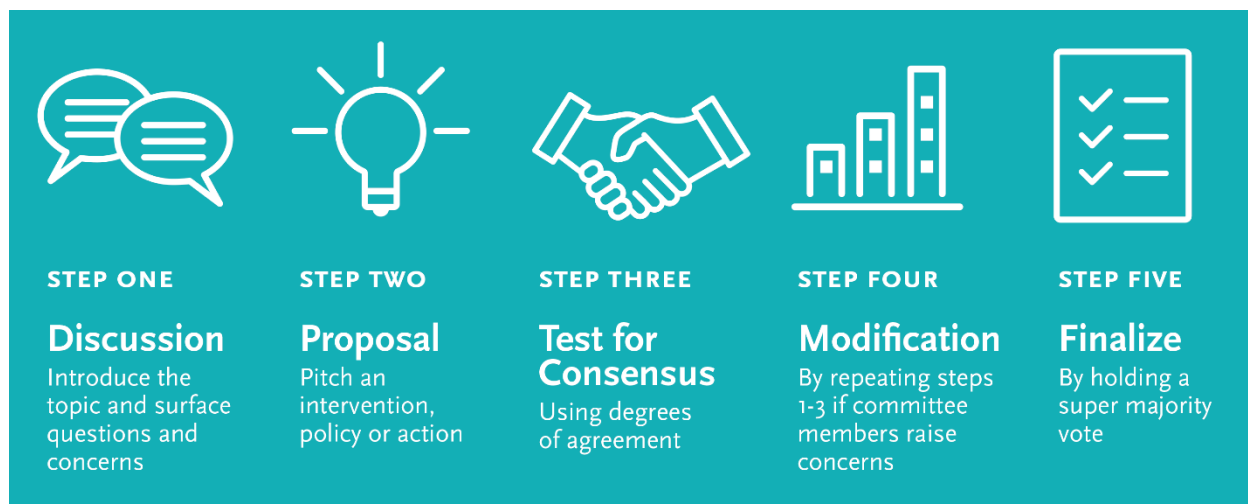 STEP ONE
Discussion
Introduce the
topic and surface
questions and
concerns
STEP TWO
Proposal
Pitch an
intervention,
policy or action
STEP THREE
Test for
Consensus
Using degrees
of agreement
STEP FOUR
Modification
By repeating steps
1-3 if committee
members raise
concerns
STEP FIVE
Finalize
By holding a
super majority
vote